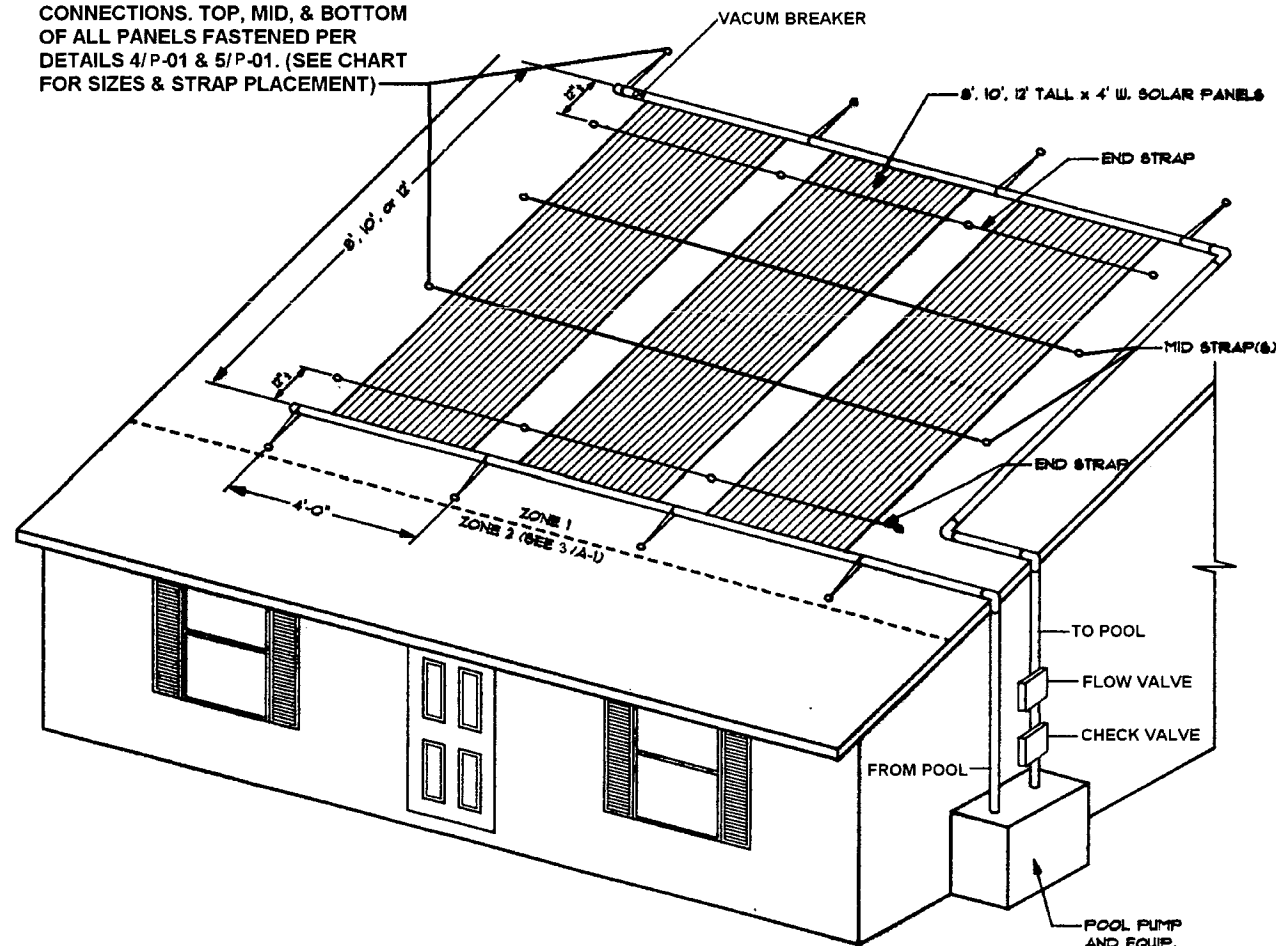 CONNECTIONS. TOP, MID, & BOTTOM
OF ALL PANELS FASTENED PER
DETAILS 4/P-01 & 5/P-01. (SEE CHART
FOR SIZES & STRAP PLACEMENT)
VACUM BREAKER
8', 10', 12' TALL x 4' W. SOLAR PANELS
END STRAP
8', 10', or 12'
MID STRAP(S)
END STRAP
4'-0"
ZONE 1
ZONE 2 (SEE 3/A-1)
TO POOL
FLOW VALVE
CHECK VALVE
FROM POOL
POOL PUMP
AND EQUIP.